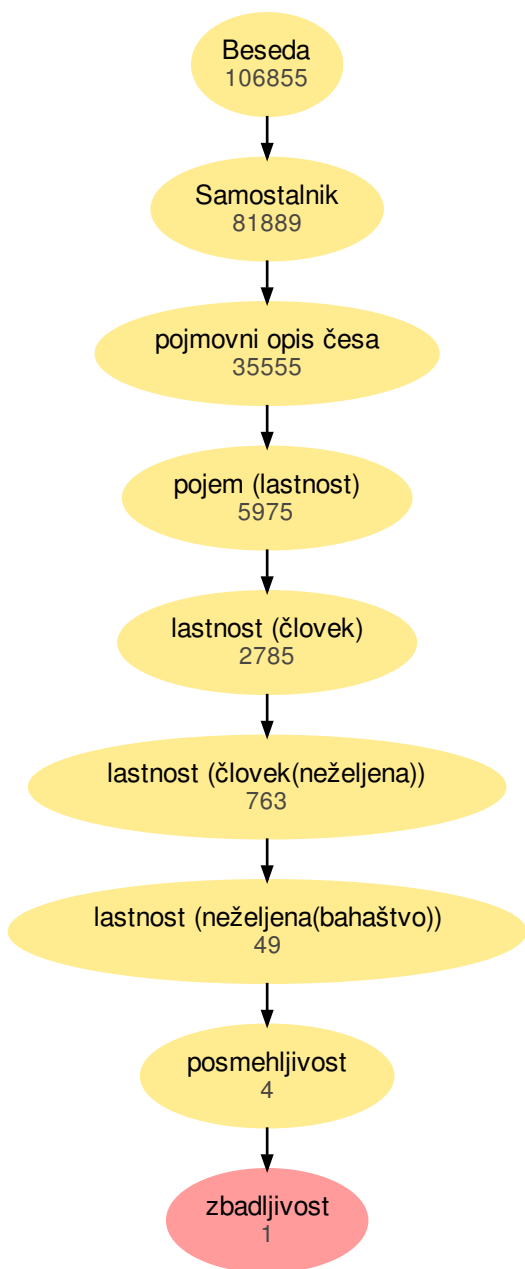 Beseda
106855
Samostalnik
81889
pojmovni opis česa
35555
pojem (lastnost)
5975
lastnost (človek)
2785
lastnost (človek(neželjena))
763
lastnost (neželjena(bahaštvo))
49
posmehljivost
4
zbadljivost
1